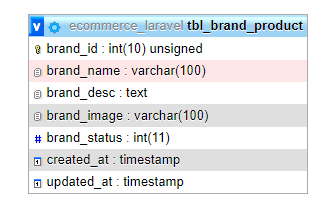 v ecommerce_laravel tbl_brand_product
brand_id : int(10) unsigned
brand_name : varchar(100)
brand_desc : text
brand_image : varchar(100)
# brand_status : int(11)
created_at : timestamp
updated_at : timestamp